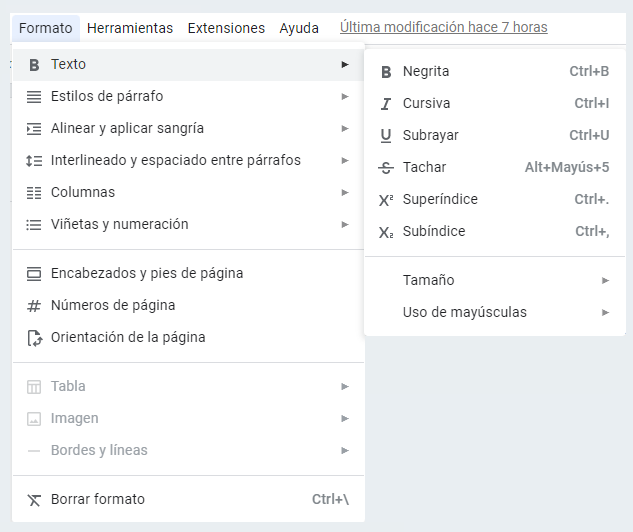 Formato Herramientas Extensiones Ayuda Última modificación hace 7 horas
Texto
Estilos de párrafo
Alinear y aplicar sangría
Interlineado y espaciado entre párrafos
Columnas
Viñetas y numeración
Encabezados y pies de página
Números de página
Orientación de la página
Tabla
Imagen
Bordes y líneas
Borrar formato Ctrl+\
Negrita Ctrl+B
Cursiva Ctrl+I
Subrayar Ctrl+U
Tachar Alt+Mayús+5
Superíndice Ctrl+.
Subíndice Ctrl+,
Tamaño
Uso de mayúsculas